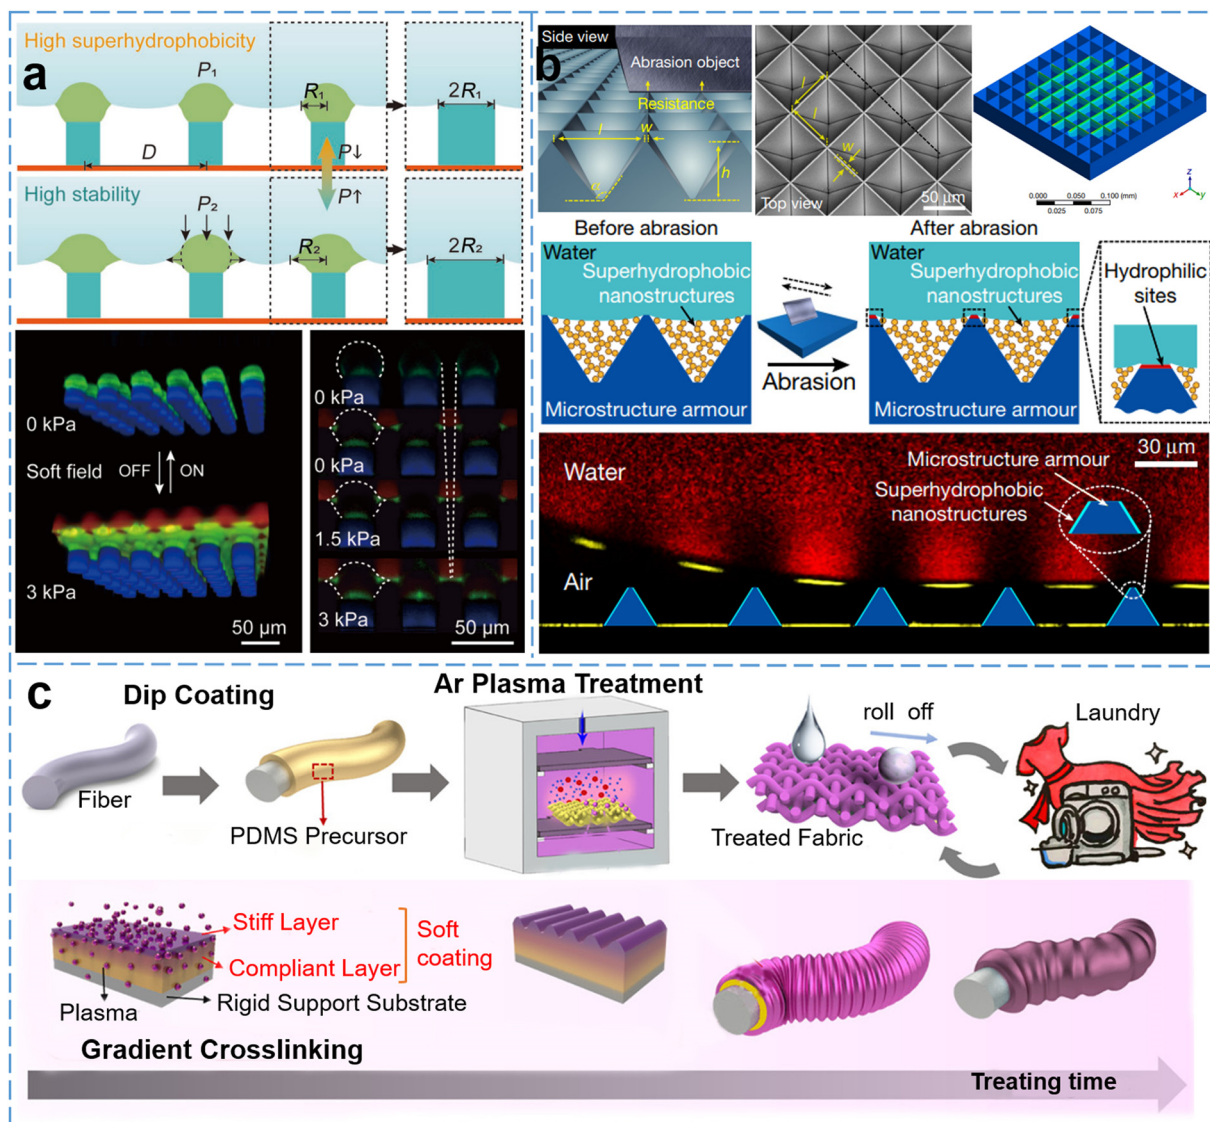 a
High superhydrophobicity
P₁
R₁
2R₁
D
P↓
High stability
P↑
P₂
R₂
2R₂
0 kPa
Soft field OFF ON
3 kPa
50 μm
0 kPa
0 kPa
1.5 kPa
3 kPa
50 μm
b
Side view
Abrasion object
Resistance
l
w
h
α
l
l
w
Top view
50 μm
z
x
y
0.000 0.050 0.100 (mm)
0.025 0.075
Before abrasion
After abrasion
Water
Superhydrophobic
nanostructures
Microstructure armour
Abrasion
Water
Superhydrophobic
nanostructures
Microstructure armour
Hydrophilic
sites
Water
Air
Microstructure armour
Superhydrophobic
nanostructures
30 μm
c
Dip Coating
Ar Plasma Treatment
Fiber
PDMS Precursor
roll off
Laundry
Treated Fabric
Stiff Layer
Compliant Layer
Soft
coating
Rigid Support Substrate
Plasma
Gradient Crosslinking
Treating time